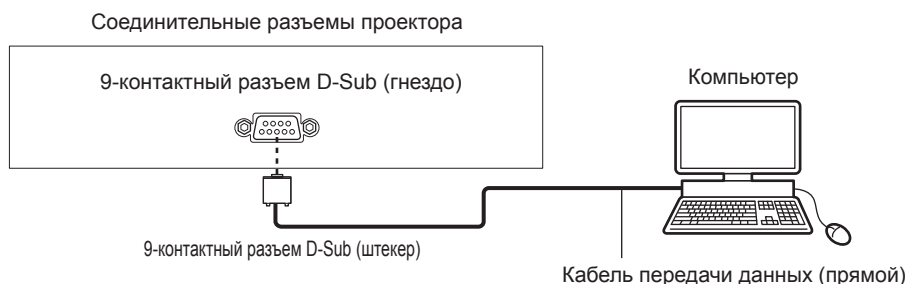 Соединительные разъемы проектора
9-контактный разъем D-Sub (гнездо)
Компьютер
9-контактный разъем D-Sub (штекер)
Кабель передачи данных (прямой)